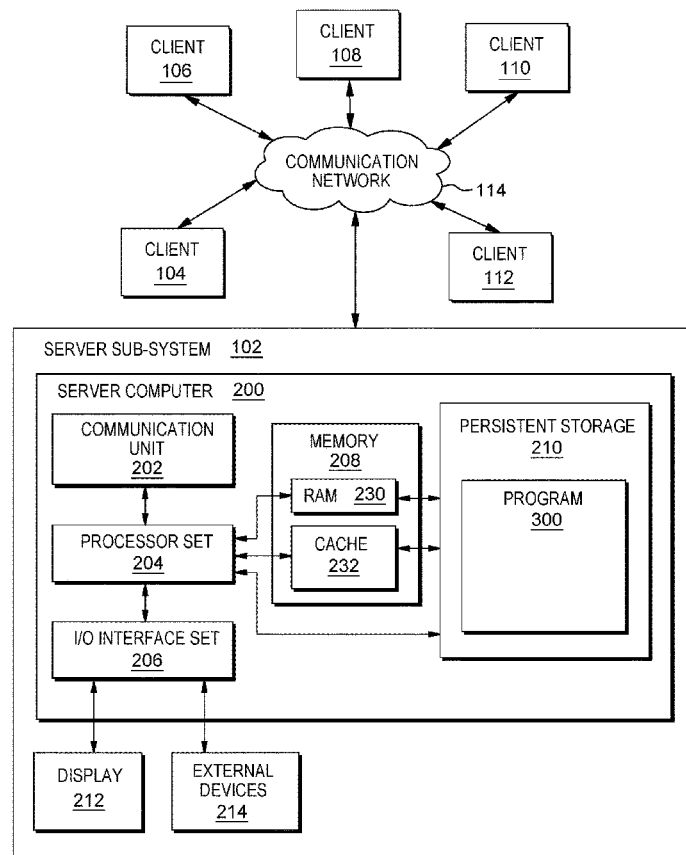 CLIENT
106
CLIENT
108
CLIENT
110
COMMUNICATION
NETWORK
114
CLIENT
104
CLIENT
112
SERVER SUB-SYSTEM 102
SERVER COMPUTER 200
COMMUNICATION
UNIT
202
MEMORY
208
PERSISTENT STORAGE
210
RAM 230
PROGRAM
300
PROCESSOR SET
204
CACHE
232
I/O INTERFACE SET
206
DISPLAY
212
EXTERNAL
DEVICES
214